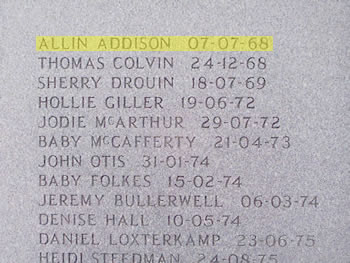 ALLIN ADDISON 07-07-68
THOMAS COLVIN 24-12-68
SHERRY DROUIN 18-07-69
HOLLIE GILLER 19-06-72
JODIE McARTHUR 29-07-72
BABY McCAFFERTY 21-04-73
JOHN OTIS 31-01-74
BABY FOLKES 15-02-74
JEREMY BULLERWELL 06-03-74
DENISE HALL 10-05-74
DANIEL LOXTERKAMP 23-06-75
HEIDI STEEDMAN 24-08-75